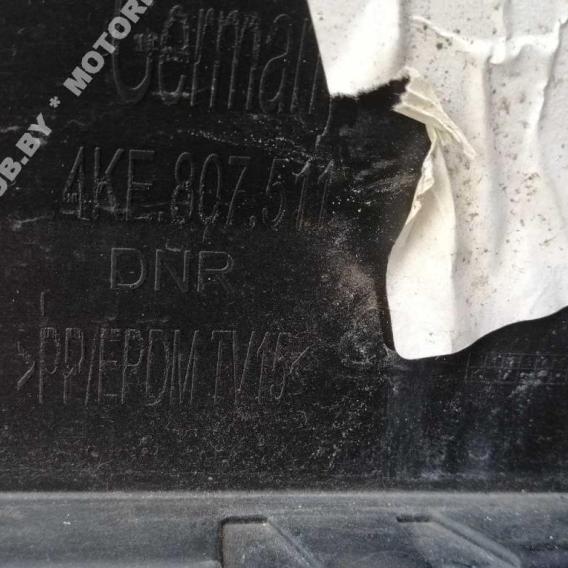 Germany
4KE.807.511
DNR
>PP/EPDM TV15<